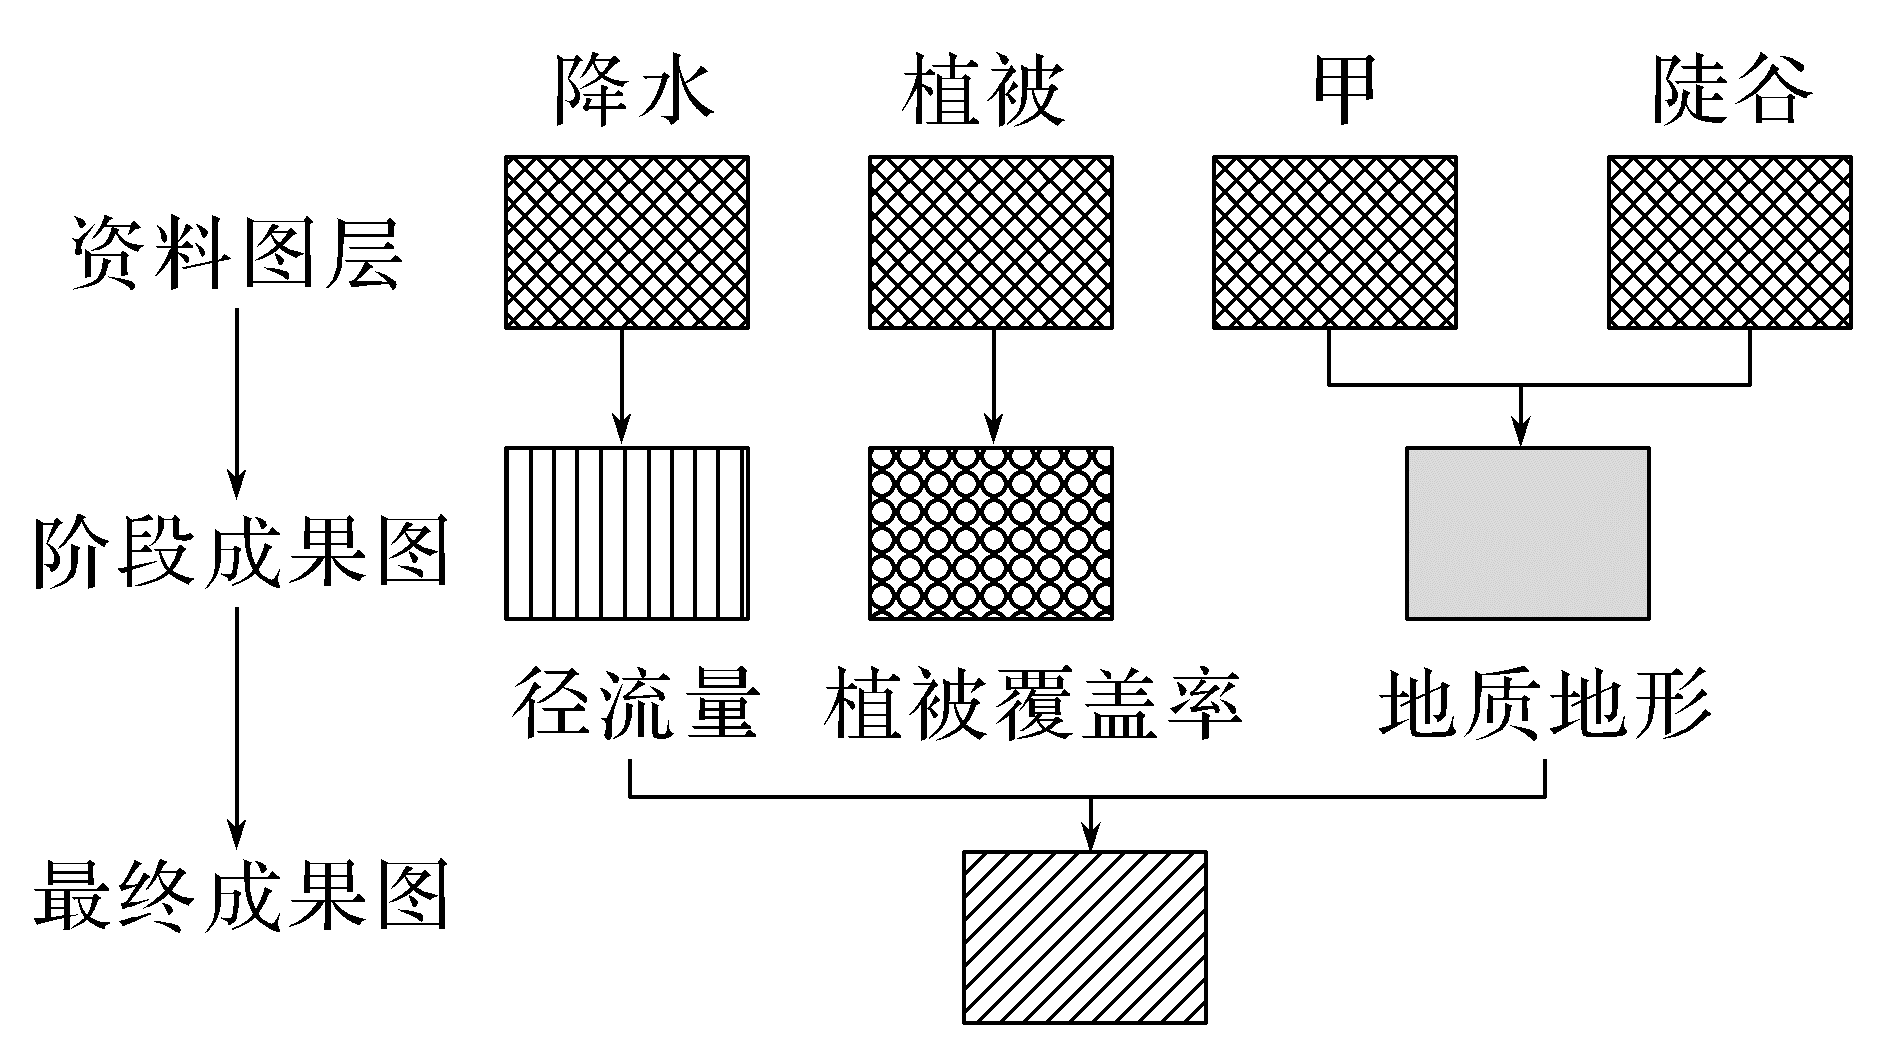 降水 植被 甲 陡谷
资料图层
阶段成果图
径流量 植被覆盖率 地质地形
最终成果图